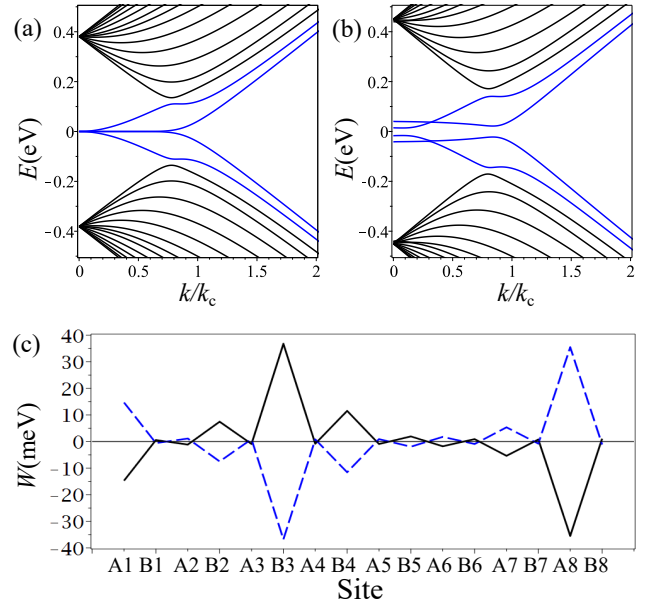 (a) (b)
0.4 0.4
0.2 0.2
E(eV) 0 E(eV) 0
-0.2 -0.2
-0.4 -0.4
0 0.5 1 1.5 2 0 0.5 1 1.5 2
k/kc k/kc
(c)
40
30
20
10
W(meV) 0
-10
-20
-30
-40
A1 B1 A2 B2 A3 B3 A4 B4 A5 B5 A6 B6 A7 B7 A8 B8
Site